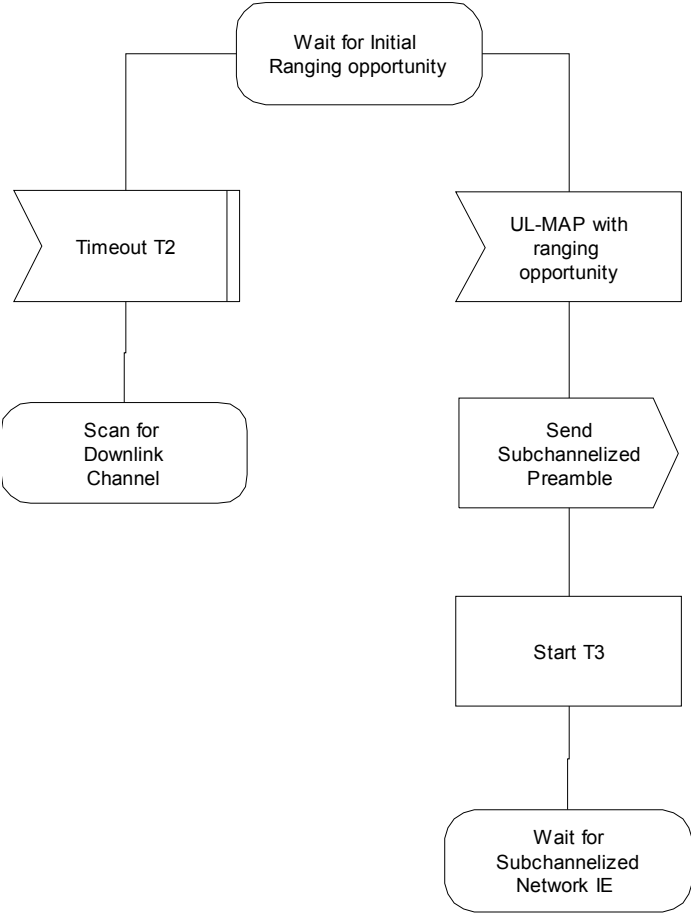 Wait for Initial
Ranging opportunity
Timeout T2
UL-MAP with
ranging
opportunity
Scan for
Downlink
Channel
Send
Subchannelized
Preamble
Start T3
Wait for
Subchannelized
Network IE